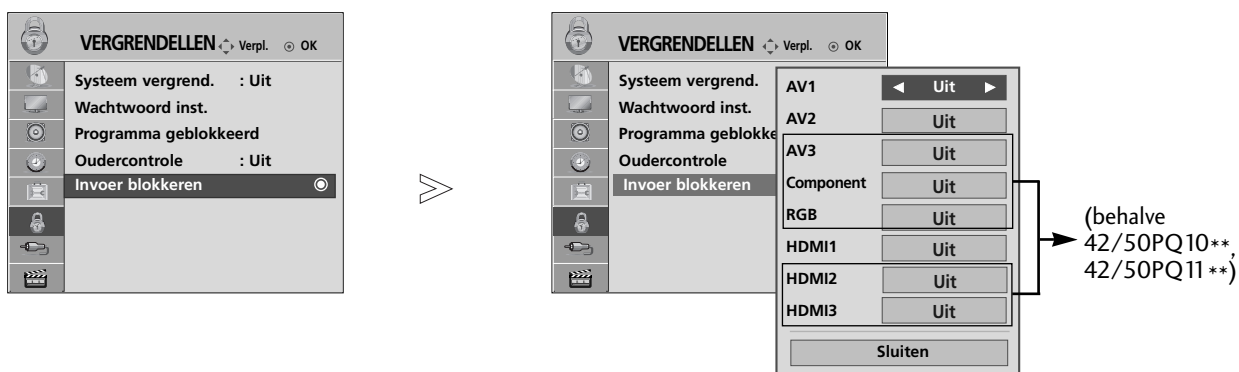 VERGRENDELLEN Verpl. OK
Systeem vergrend. : Uit
Wachtwoord inst.
Programma geblokkeerd
Oudercontrole : Uit
Invoer blokkeren
VERGRENDELLEN Verpl. OK
Systeem vergrend.
Wachtwoord inst.
Programma geblokke
Oudercontrole
Invoer blokkeren
AV1 ◄ Uit ►
AV2 Uit
AV3 Uit
Component Uit
RGB Uit
HDMI1 Uit
HDMI2 Uit
HDMI3 Uit
Sluiten
(behalve
42/50PQ10**,
42/50PQ11**)